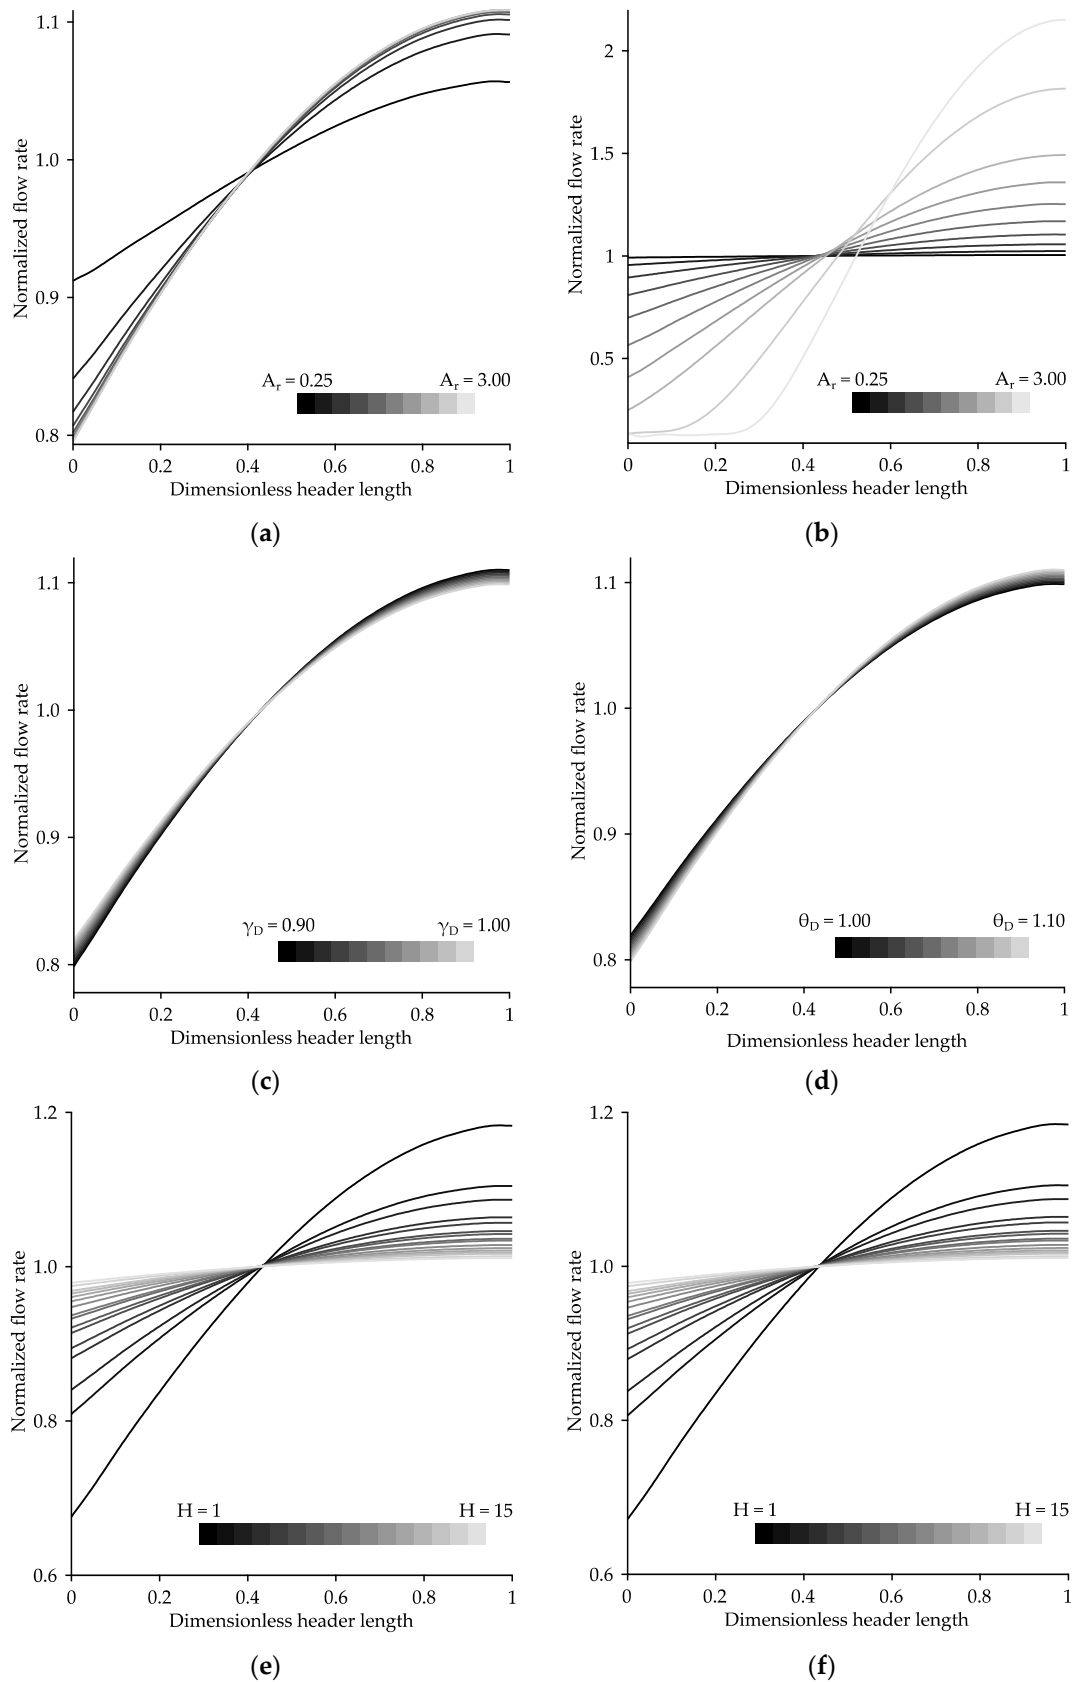 1.1
1.0
0.9
0.8
Normalized flow rate
A_r = 0.25 A_r = 3.00
0 0.2 0.4 0.6 0.8 1
Dimensionless header length
(a)
2
1.5
1
0.5
Normalized flow rate
A_r = 0.25 A_r = 3.00
0 0.2 0.4 0.6 0.8 1
Dimensionless header length
(b)
1.1
1.0
0.9
0.8
Normalized flow rate
γ_D = 0.90 γ_D = 1.00
0 0.2 0.4 0.6 0.8 1
Dimensionless header length
(c)
1.1
1.0
0.9
0.8
Normalized flow rate
θ_D = 1.00 θ_D = 1.10
0 0.2 0.4 0.6 0.8 1
Dimensionless header length
(d)
1.2
1.0
0.8
0.6
Normalized flow rate
H = 1 H = 15
0 0.2 0.4 0.6 0.8 1
Dimensionless header length
(e)
1.2
1.0
0.8
0.6
Normalized flow rate
H = 1 H = 15
0 0.2 0.4 0.6 0.8 1
Dimensionless header length
(f)